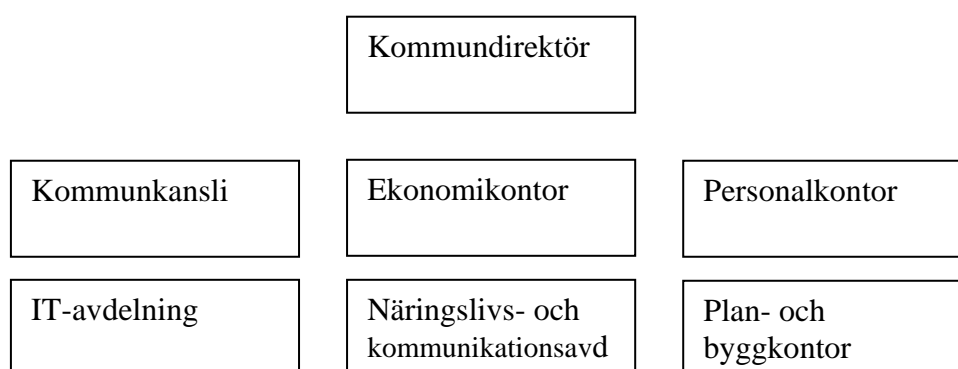 Kommundirektör
Kommunkansli
Ekonomikontor
Personalkontor
IT-avdelning
Näringslivs- och
kommunikationsavd
Plan- och
byggkontor